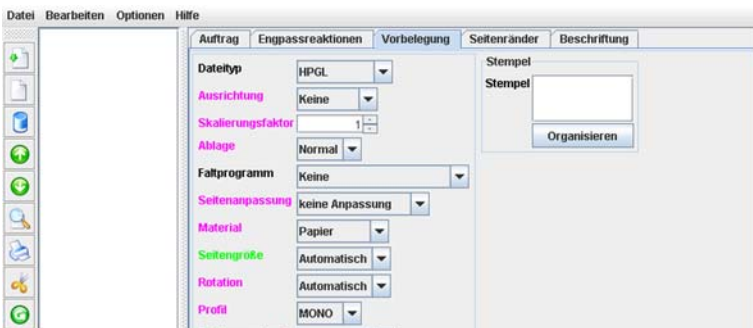 Datei Bearbeiten Optionen Hilfe
Auftrag Engpassreaktionen Vorbelegung Seitenränder Beschriftung
Dateityp HPGL
Ausrichtung Keine
Skalierungsfaktor 1
Ablage Normal
Faltprogramm Keine
Seitenanpassung keine Anpassung
Material Papier
Seitengröße Automatisch
Rotation Automatisch
Profil MONO
Stempel
Stempel
Organisieren